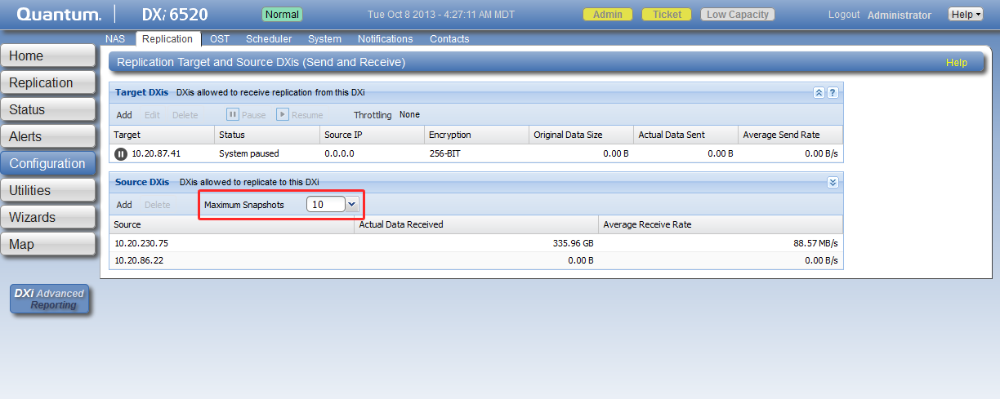 Quantum. DXi 6520 Normal Tue Oct 8 2013 - 4:27:11 AM MDT Admin Ticket Low Capacity Logout Administrator Help
NAS Replication OST Scheduler System Notifications Contacts
Home
Replication
Status
Alerts
Configuration
Utilities
Wizards
Map
DXi Advanced
Reporting
Replication Target and Source DXis (Send and Receive) Help
Target DXis DXis allowed to receive replication from this DXi ?
Add Edit Delete Pause Resume Throttling None
Target Status Source IP Encryption Original Data Size Actual Data Sent Average Send Rate
10.20.87.41 System paused 0.0.0.0 256-BIT 0.00 B 0.00 B 0.00 B/s
Source DXis DXis allowed to replicate to this DXi
Add Delete Maximum Snapshots 10
Source Actual Data Received Average Receive Rate
10.20.230.75 335.96 GB 88.57 MB/s
10.20.86.22 0.00 B 0.00 B/s